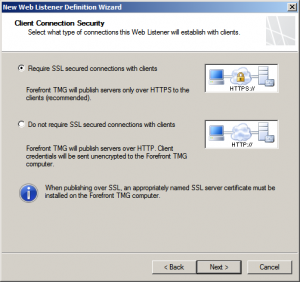 New Web Listener Definition Wizard
Client Connection Security
Select what type of connections this Web Listener will establish with clients.
Require SSL secured connections with clients
Forefront TMG will publish servers only over HTTPS to the
clients (recommended).
HTTPS://
Do not require SSL secured connections with clients
Forefront TMG will publish servers over HTTP. Client
credentials will be sent unencrypted to the Forefront TMG
computer.
HTTP://
When publishing over SSL, an appropriately named SSL server certificate must be
installed on the Forefront TMG computer.
< Back
Next >
Cancel